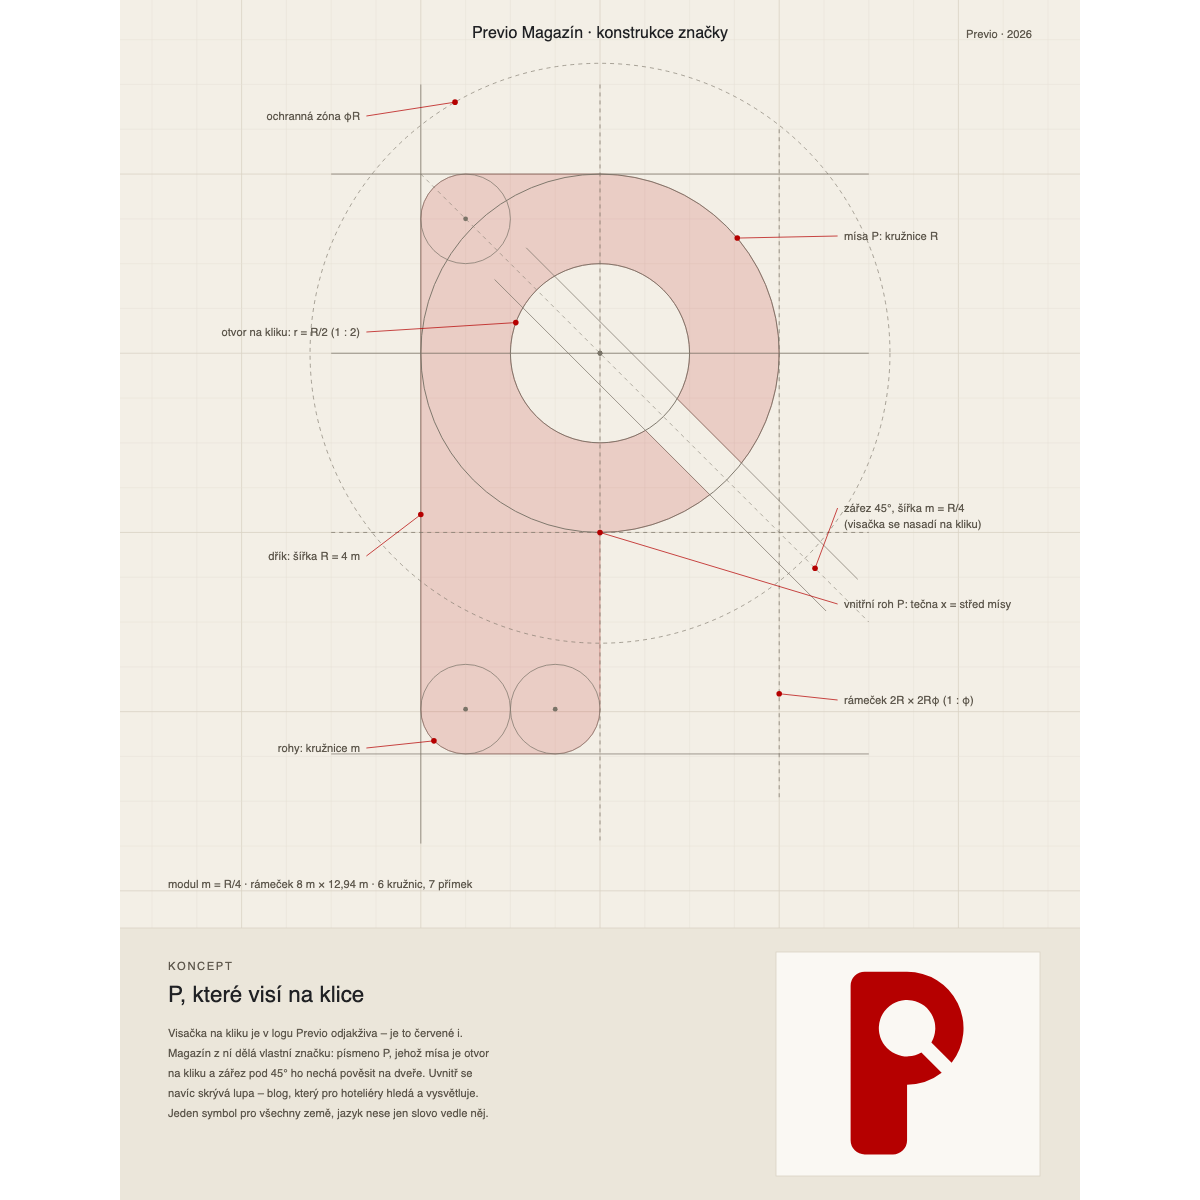 Previo Magazín · konstrukce značky
Previo · 2026
ochranná zóna φR
mísa P: kružnice R
otvor na kliku: r = R/2 (1 : 2)
zářez 45°, šířka m = R/4
(visačka se nasadí na kliku)
dřík: šířka R = 4 m
vnitřní roh P: tečna x = střed mísy
rámeček 2R × 2Rφ (1 : φ)
rohy: kružnice m
modul m = R/4 · rámeček 8 m × 12,94 m · 6 kružnic, 7 přímek
KONCEPT
P, které visí na klice
Visačka na kliku je v logu Previo odjakživa – je to červené i.
Magazín z ní dělá vlastní značku: písmeno P, jehož mísa je otvor
na kliku a zářez pod 45° ho nechá pověsit na dveře. Uvnitř se
navíc skrývá lupa – blog, který pro hoteliéry hledá a vysvětluje.
Jeden symbol pro všechny země, jazyk nese jen slovo vedle něj.